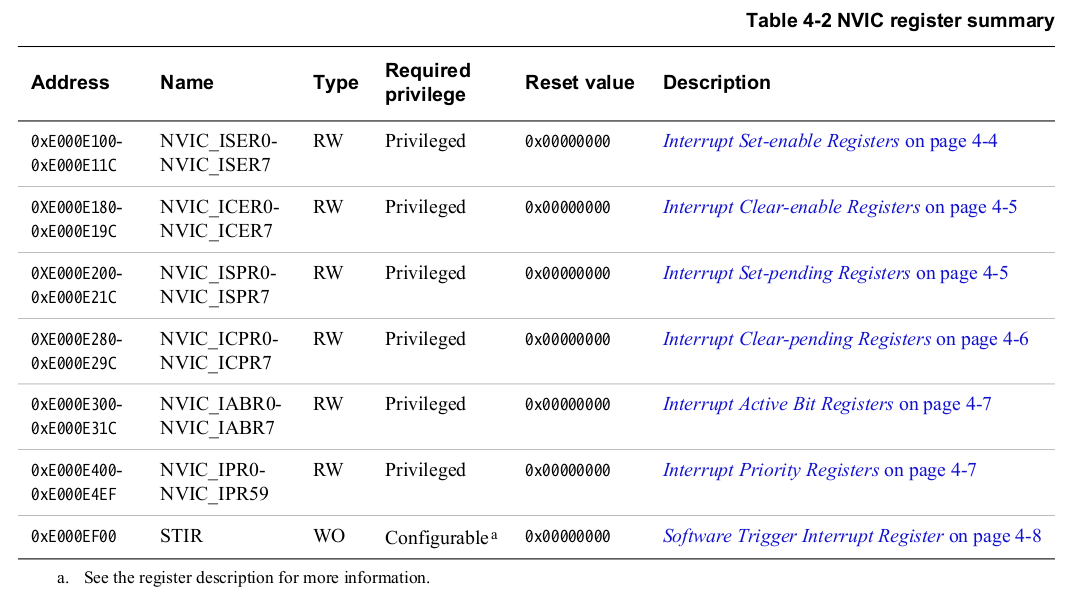 Table 4-2 NVIC register summary
Address Name Type Required privilege Reset value Description
0xE000E100- NVIC_ISER0- RW Privileged 0x00000000 Interrupt Set-enable Registers on page 4-4
0xE000E11C NVIC_ISER7
0XE000E180- NVIC_ICER0- RW Privileged 0x00000000 Interrupt Clear-enable Registers on page 4-5
0xE000E19C NVIC_ICER7
0XE000E200- NVIC_ISPR0- RW Privileged 0x00000000 Interrupt Set-pending Registers on page 4-5
0xE000E21C NVIC_ISPR7
0XE000E280- NVIC_ICPR0- RW Privileged 0x00000000 Interrupt Clear-pending Registers on page 4-6
0xE000E29C NVIC_ICPR7
0xE000E300- NVIC_IABR0- RW Privileged 0x00000000 Interrupt Active Bit Registers on page 4-7
0xE000E31C NVIC_IABR7
0xE000E400- NVIC_IPR0- RW Privileged 0x00000000 Interrupt Priority Registers on page 4-7
0xE000E4EF NVIC_IPR59
0xE000EF00 STIR WO Configurable a 0x00000000 Software Trigger Interrupt Register on page 4-8
a. See the register description for more information.